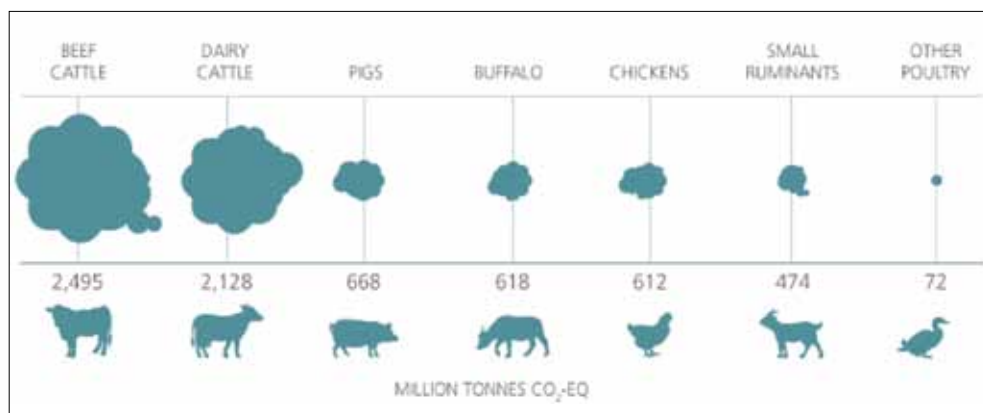 BEEF
CATTLE
DAIRY
CATTLE
PIGS
BUFFALO
CHICKENS
SMALL
RUMINANTS
OTHER
POULTRY
2,495
2,128
668
618
612
474
72
MILLION TONNES CO₂-EQ